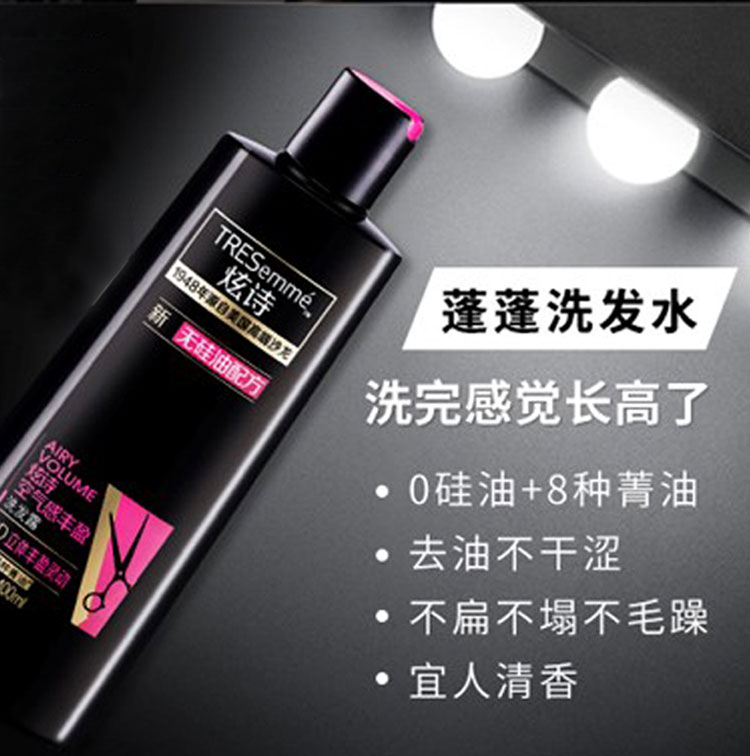 TRESemmé
炫诗
1948年源自美国高级沙龙
新 无硅油配方
AIRY
VOLUME
炫诗
空气感丰盈
洗发露
立体丰盈灵动
400ml
蓬蓬洗发水
洗完感觉长高了
• 0硅油+8种菁油
• 去油不干涩
• 不扁不塌不毛躁
• 宜人清香